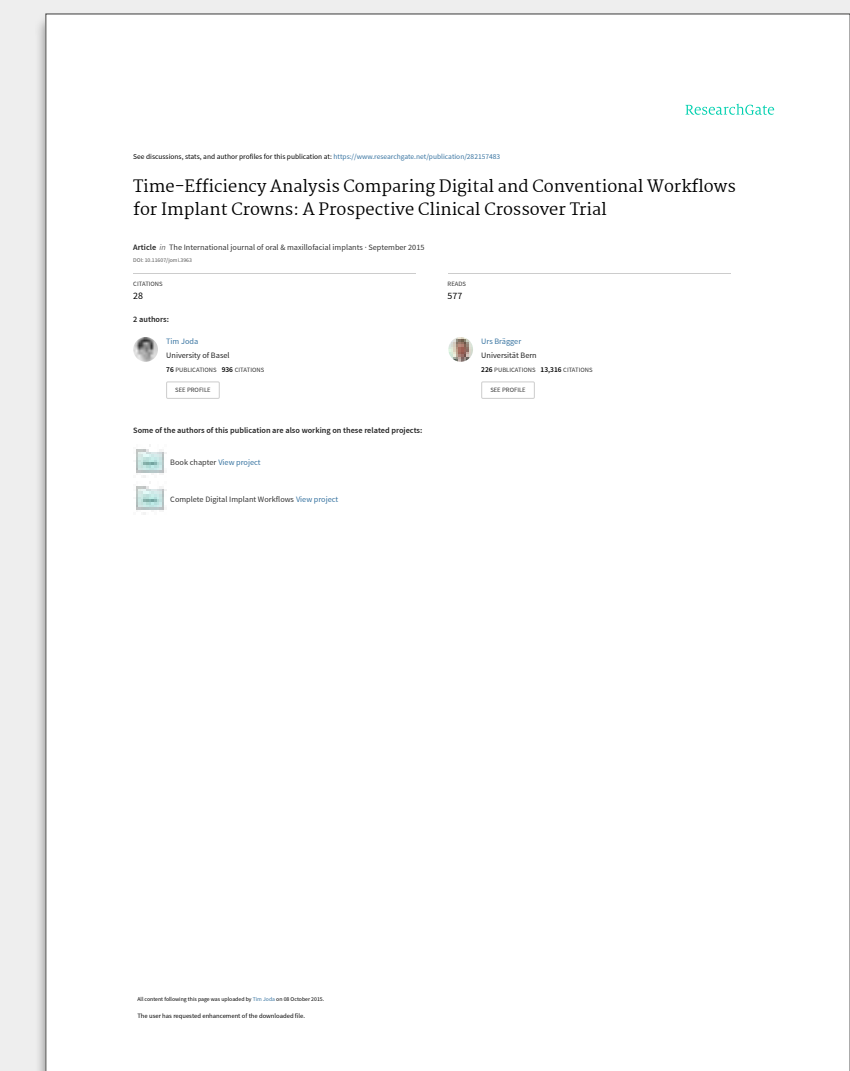 ResearchGate
See discussions, stats, and author profiles for this publication at: https://www.researchgate.net/publication/282157483
Time-Efficiency Analysis Comparing Digital and Conventional Workflows
for Implant Crowns: A Prospective Clinical Crossover Trial
Article in The International journal of oral & maxillofacial implants · September 2015
DOI: 10.11607/jomi.3963
CITATIONS
28
READS
577
2 authors:
Tim Joda
University of Basel
76 PUBLICATIONS 936 CITATIONS
SEE PROFILE
Urs Brägger
Universität Bern
226 PUBLICATIONS 13,316 CITATIONS
SEE PROFILE
Some of the authors of this publication are also working on these related projects:
Book chapter View project
Complete Digital Implant Workflows View project
All content following this page was uploaded by Tim Joda on 08 October 2015.
The user has requested enhancement of the downloaded file.